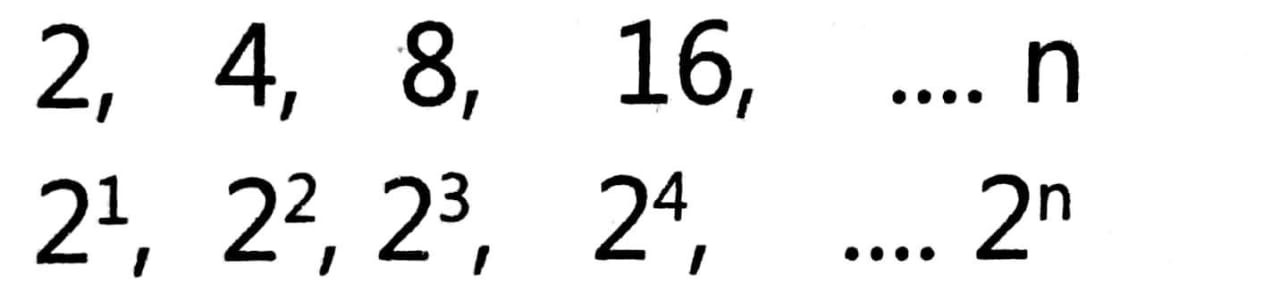 2, 4, 8, 16, .... n
2¹, 2², 2³, 2⁴, .... 2ⁿ